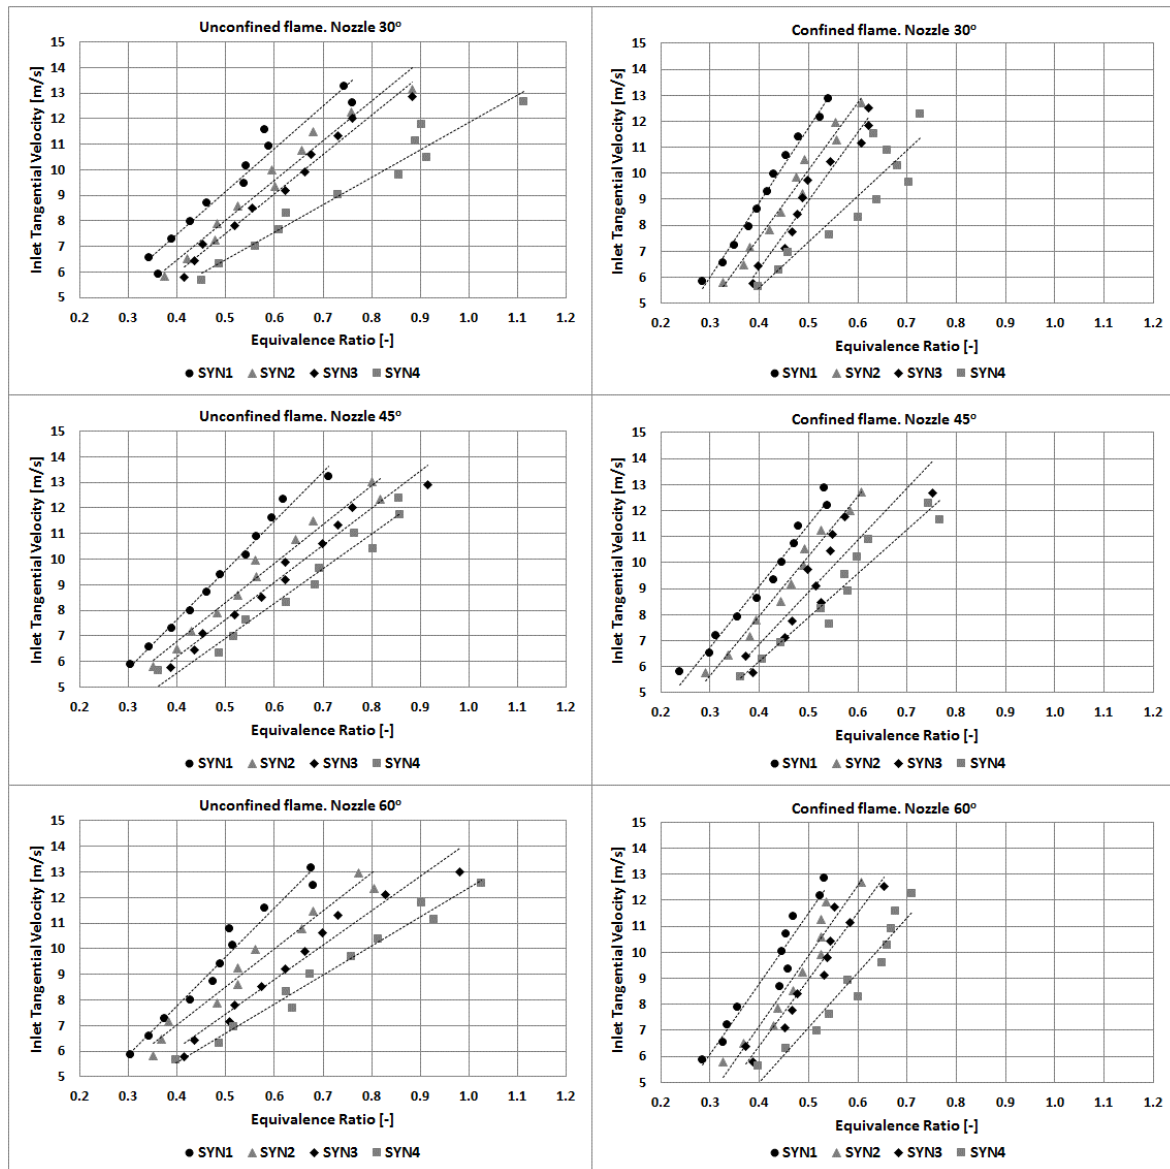 Unconfined flame. Nozzle 30°
Inlet Tangential Velocity [m/s]
15
14
13
12
11
10
9
8
7
6
5
0.2 0.3 0.4 0.5 0.6 0.7 0.8 0.9 1.0 1.1 1.2
Equivalence Ratio [-]
SYN1 SYN2 SYN3 SYN4
Confined flame. Nozzle 30°
Inlet Tangential Velocity [m/s]
15
14
13
12
11
10
9
8
7
6
5
0.2 0.3 0.4 0.5 0.6 0.7 0.8 0.9 1.0 1.1 1.2
Equivalence Ratio [-]
SYN1 SYN2 SYN3 SYN4
Unconfined flame. Nozzle 45°
Inlet Tangential Velocity [m/s]
15
14
13
12
11
10
9
8
7
6
5
0.2 0.3 0.4 0.5 0.6 0.7 0.8 0.9 1.0 1.1 1.2
Equivalence Ratio [-]
SYN1 SYN2 SYN3 SYN4
Confined flame. Nozzle 45°
Inlet Tangential Velocity [m/s]
15
14
13
12
11
10
9
8
7
6
5
0.2 0.3 0.4 0.5 0.6 0.7 0.8 0.9 1.0 1.1 1.2
Equivalence Ratio [-]
SYN1 SYN2 SYN3 SYN4
Unconfined flame. Nozzle 60°
Inlet Tangential Velocity [m/s]
15
14
13
12
11
10
9
8
7
6
5
0.2 0.3 0.4 0.5 0.6 0.7 0.8 0.9 1.0 1.1 1.2
Equivalence Ratio [-]
SYN1 SYN2 SYN3 SYN4
Confined flame. Nozzle 60°
Inlet Tangential Velocity [m/s]
15
14
13
12
11
10
9
8
7
6
5
0.2 0.3 0.4 0.5 0.6 0.7 0.8 0.9 1.0 1.1 1.2
Equivalence Ratio [-]
SYN1 SYN2 SYN3 SYN4